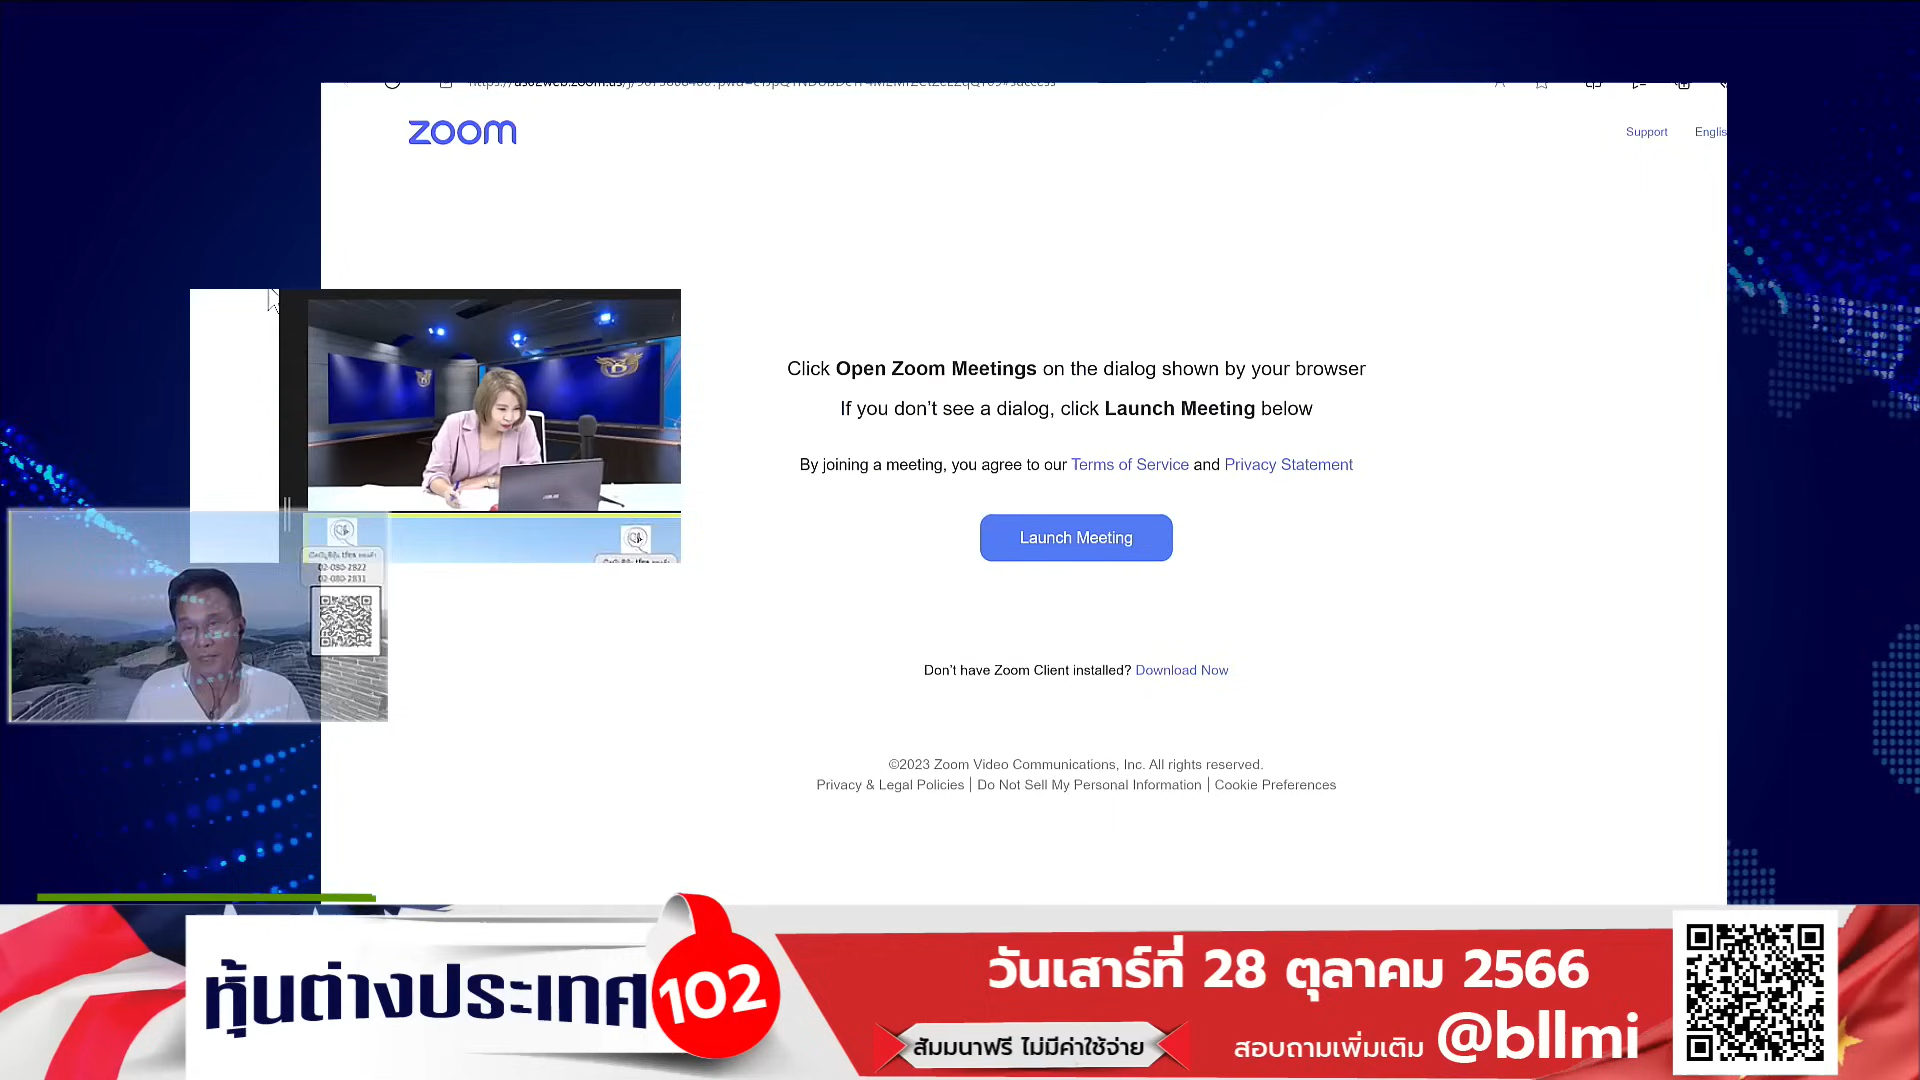 zoom
Support
Click Open Zoom Meetings on the dialog shown by your browser
If you don’t see a dialog, click Launch Meeting below
By joining a meeting, you agree to our Terms of Service and Privacy Statement
Launch Meeting
02-080-2822
02-080-2831
Don’t have Zoom Client installed? Download Now
©2023 Zoom Video Communications, Inc. All rights reserved.
Privacy & Legal Policies | Do Not Sell My Personal Information | Cookie Preferences
หุ้นต่างประเทศ 102
วันเสาร์ที่ 28 ตุลาคม 2566
สัมมนาฟรี ไม่มีค่าใช้จ่าย
สอบถามเพิ่มเติม @bllmi